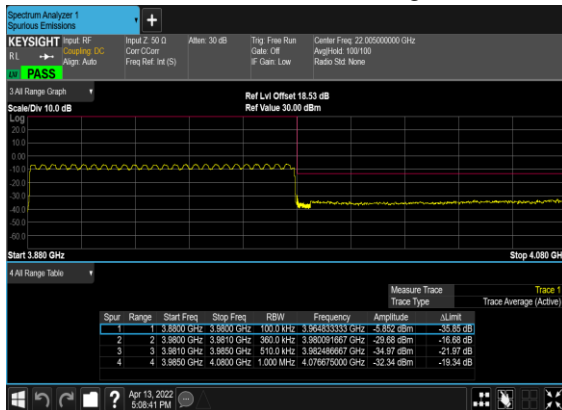 Spectrum Analyzer 1
Spurious Emissions
KEYSIGHT Input: RF Input Z: 50 Ω Atten: 30 dB Trig: Free Run Center Freq: 22.005000000 GHz
RL Coupling: DC Corr CCorr Gate: Off Avg|Hold: 100/100
Align: Auto Freq Ref: Int (S) IF Gain: Low Radio Std: None
PASS
3 All Range Graph
Ref Lvl Offset 18.53 dB
Scale/Div 10.0 dB Ref Value 30.00 dBm
Log
20.0
10.0
0.00
-10.0
-20.0
-30.0
-40.0
-50.0
-60.0
Start 3.880 GHz Stop 4.080 GH
4 All Range Table
Measure Trace Trace 1
Trace Type Trace Average (Active)
Spur Range Start Freq Stop Freq RBW Frequency Amplitude ΔLimit
1 1 3.8800 GHz 3.9800 GHz 100.0 kHz 3.964833333 GHz -5.852 dBm -35.85 dB
2 2 3.9800 GHz 3.9810 GHz 360.0 kHz 3.980091667 GHz -29.68 dBm -16.68 dB
3 3 3.9810 GHz 3.9850 GHz 510.0 kHz 3.982486667 GHz -34.97 dBm -21.97 dB
4 4 3.9850 GHz 4.0800 GHz 1.000 MHz 4.076675000 GHz -32.34 dBm -19.34 dB
Apr 13, 2022
5:08:41 PM